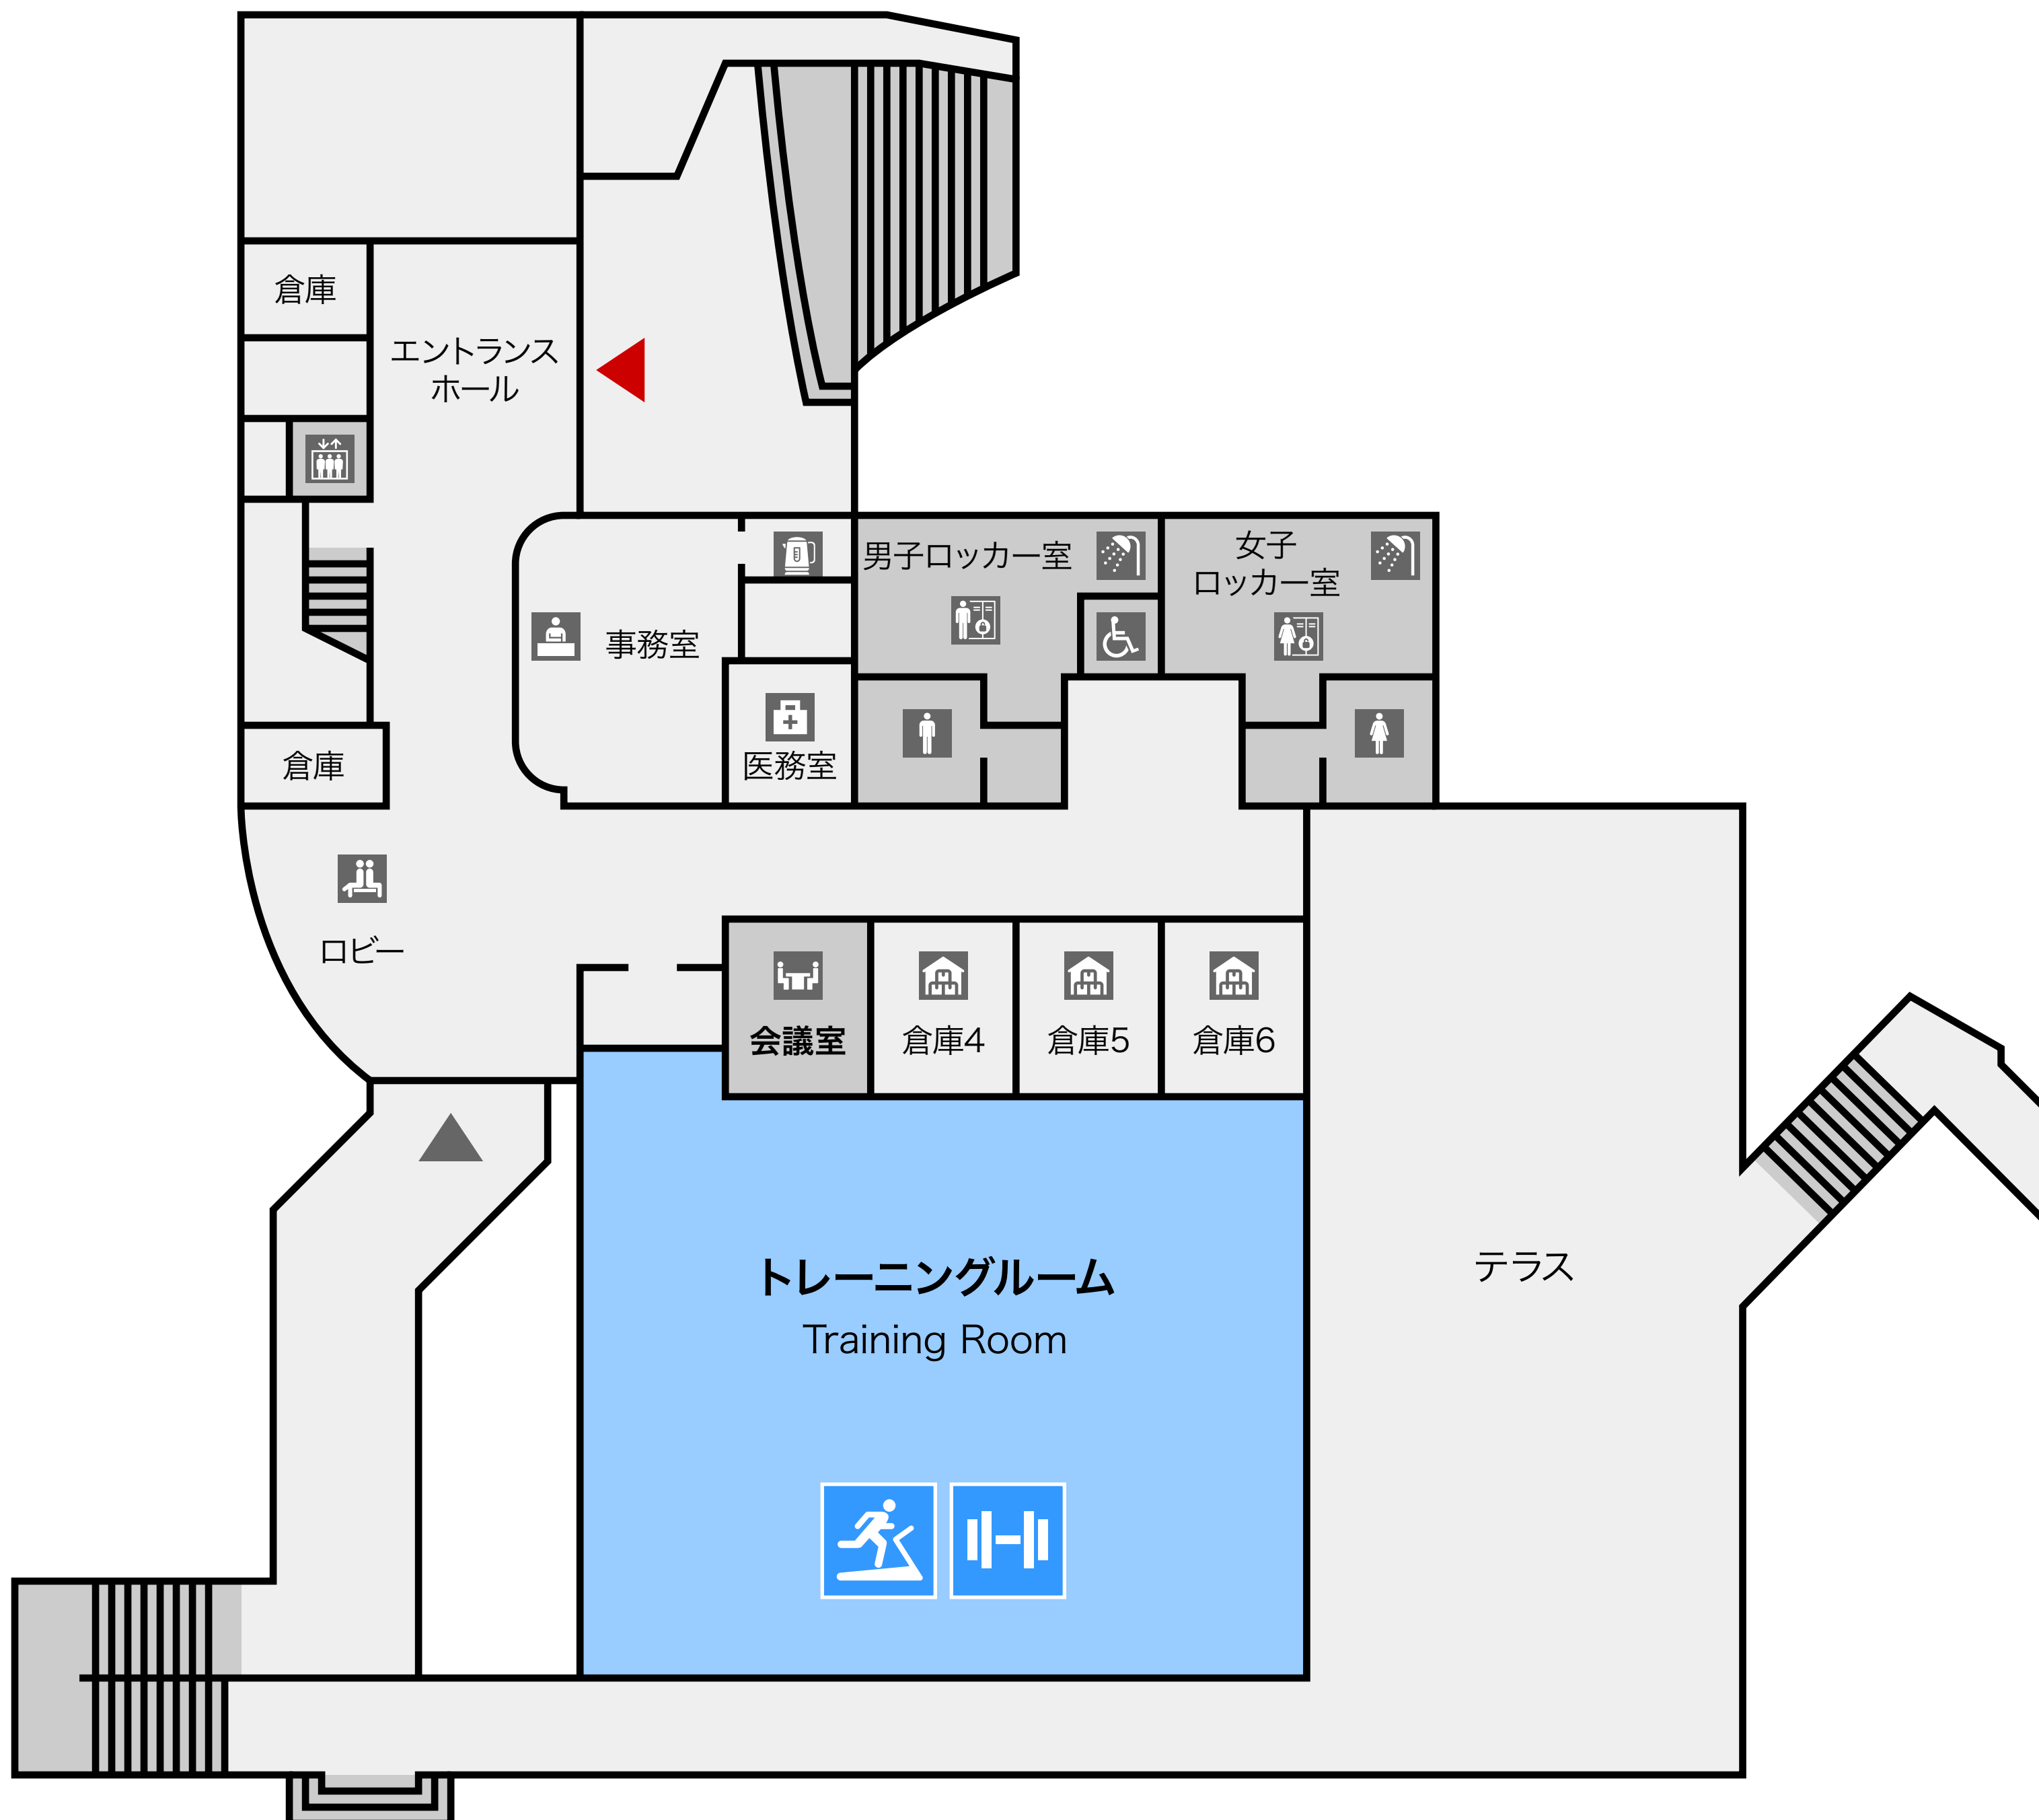 倉庫
エントランス
ホール
男子ロッカー室
女子
ロッカー室
事務室
医務室
倉庫
ロビー
会議室
倉庫4
倉庫5
倉庫6
トレーニングルーム
Training Room
テラス